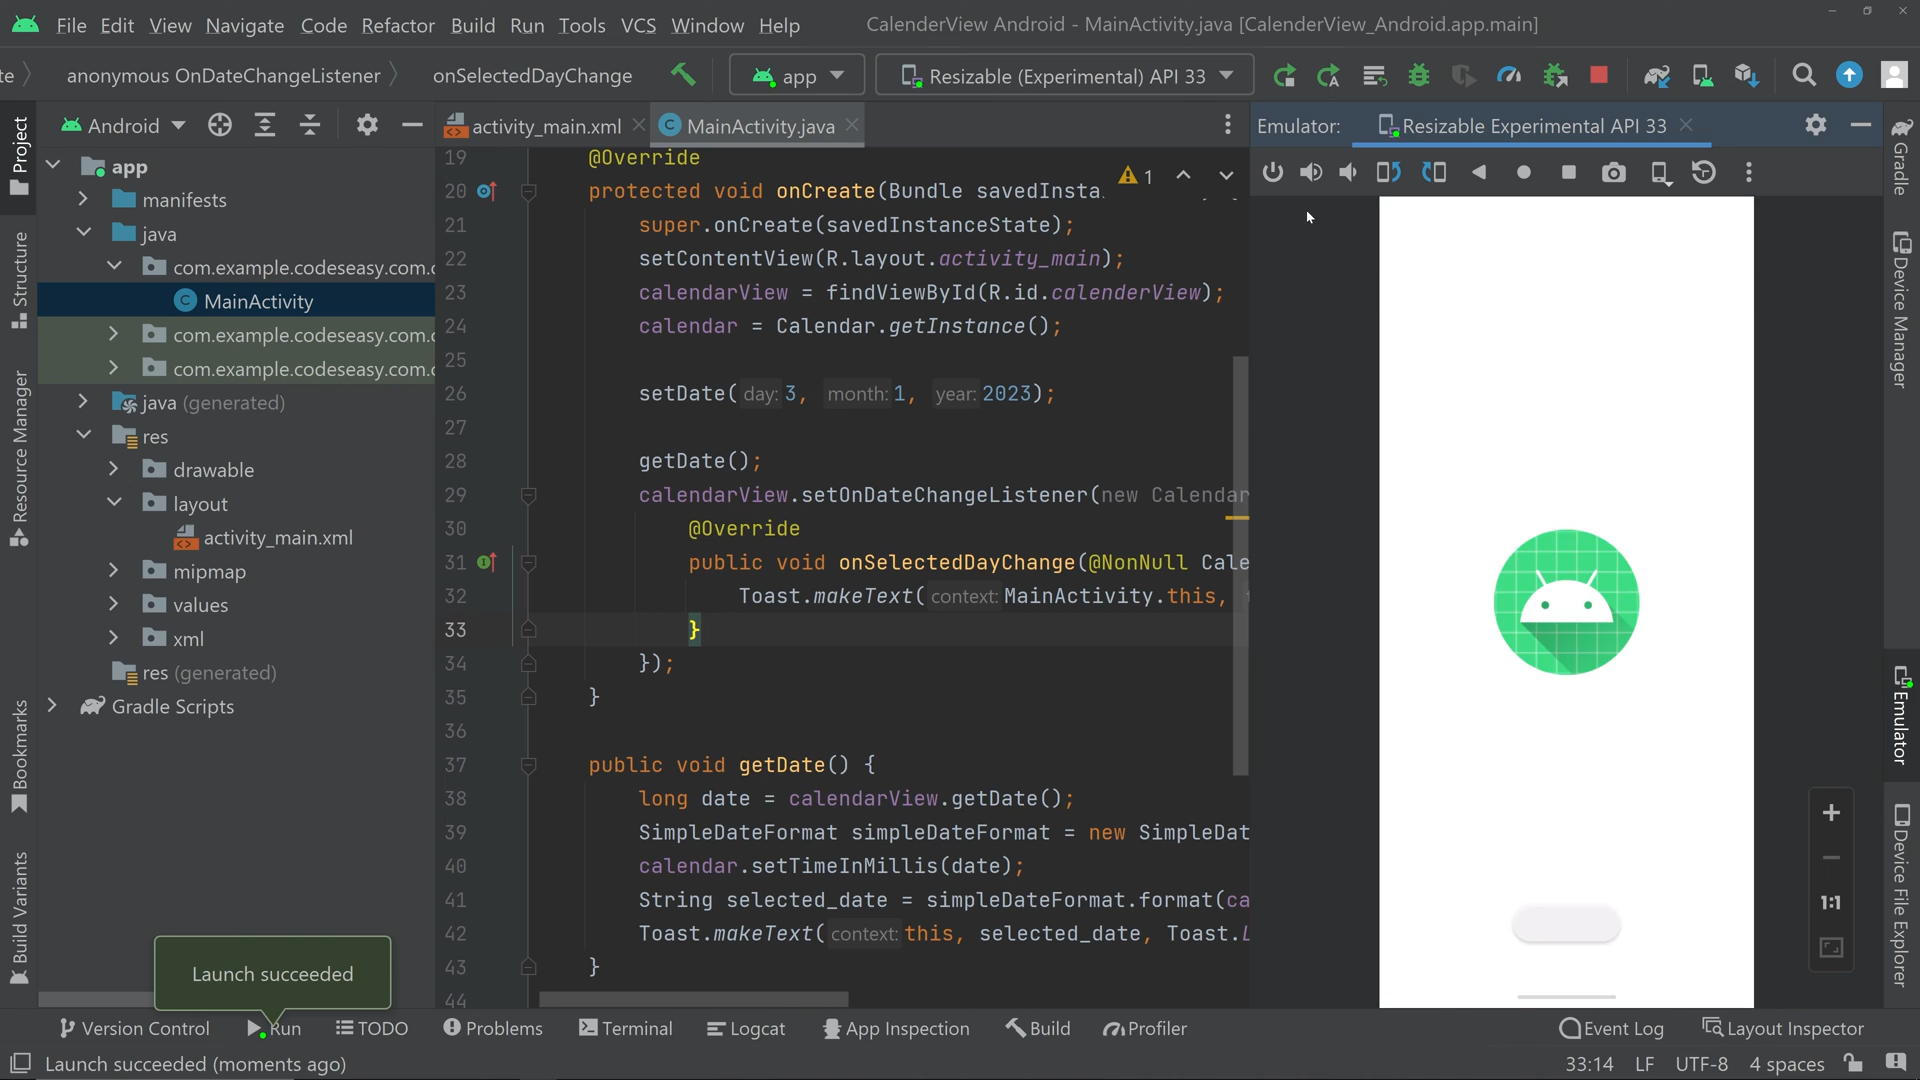 File Edit View Navigate Code Refactor Build Run Tools VCS Window Help CalenderView Android - MainActivity.java [CalenderView_Android.app.main]
te anonymous OnDateChangeListener onSelectedDayChange app Resizable (Experimental) API 33
Android activity_main.xml MainActivity.java Emulator: Resizable Experimental API 33
Project
Structure
Resource Manager
Bookmarks
Build Variants
app
manifests
java
com.example.codeseasy.com.c
MainActivity
com.example.codeseasy.com.c
com.example.codeseasy.com.c
java (generated)
res
drawable
layout
activity_main.xml
mipmap
values
xml
res (generated)
Gradle Scripts
1
19 @Override
20 protected void onCreate(Bundle savedInsta
21 super.onCreate(savedInstanceState);
22 setContentView(R.layout.activity_main);
23 calendarView = findViewById(R.id.calenderView);
24 calendar = Calendar.getInstance();
25
26 setDate( day: 3, month: 1, year: 2023);
27
28 getDate();
29 calendarView.setOnDateChangeListener(new Calendar
30 @Override
31 public void onSelectedDayChange(@NonNull Cale
32 Toast.makeText( context: MainActivity.this,
33 }
34 });
35 }
36
37 public void getDate() {
38 long date = calendarView.getDate();
39 SimpleDateFormat simpleDateFormat = new SimpleDat
40 calendar.setTimeInMillis(date);
41 String selected_date = simpleDateFormat.format(ca
42 Toast.makeText( context: this, selected_date, Toast.L
43 }
44
1:1
Gradle
Device Manager
Emulator
Device File Explorer
Launch succeeded
Version Control Run TODO Problems Terminal Logcat App Inspection Build Profiler Event Log Layout Inspector
Launch succeeded (moments ago) 33:14 LF UTF-8 4 spaces